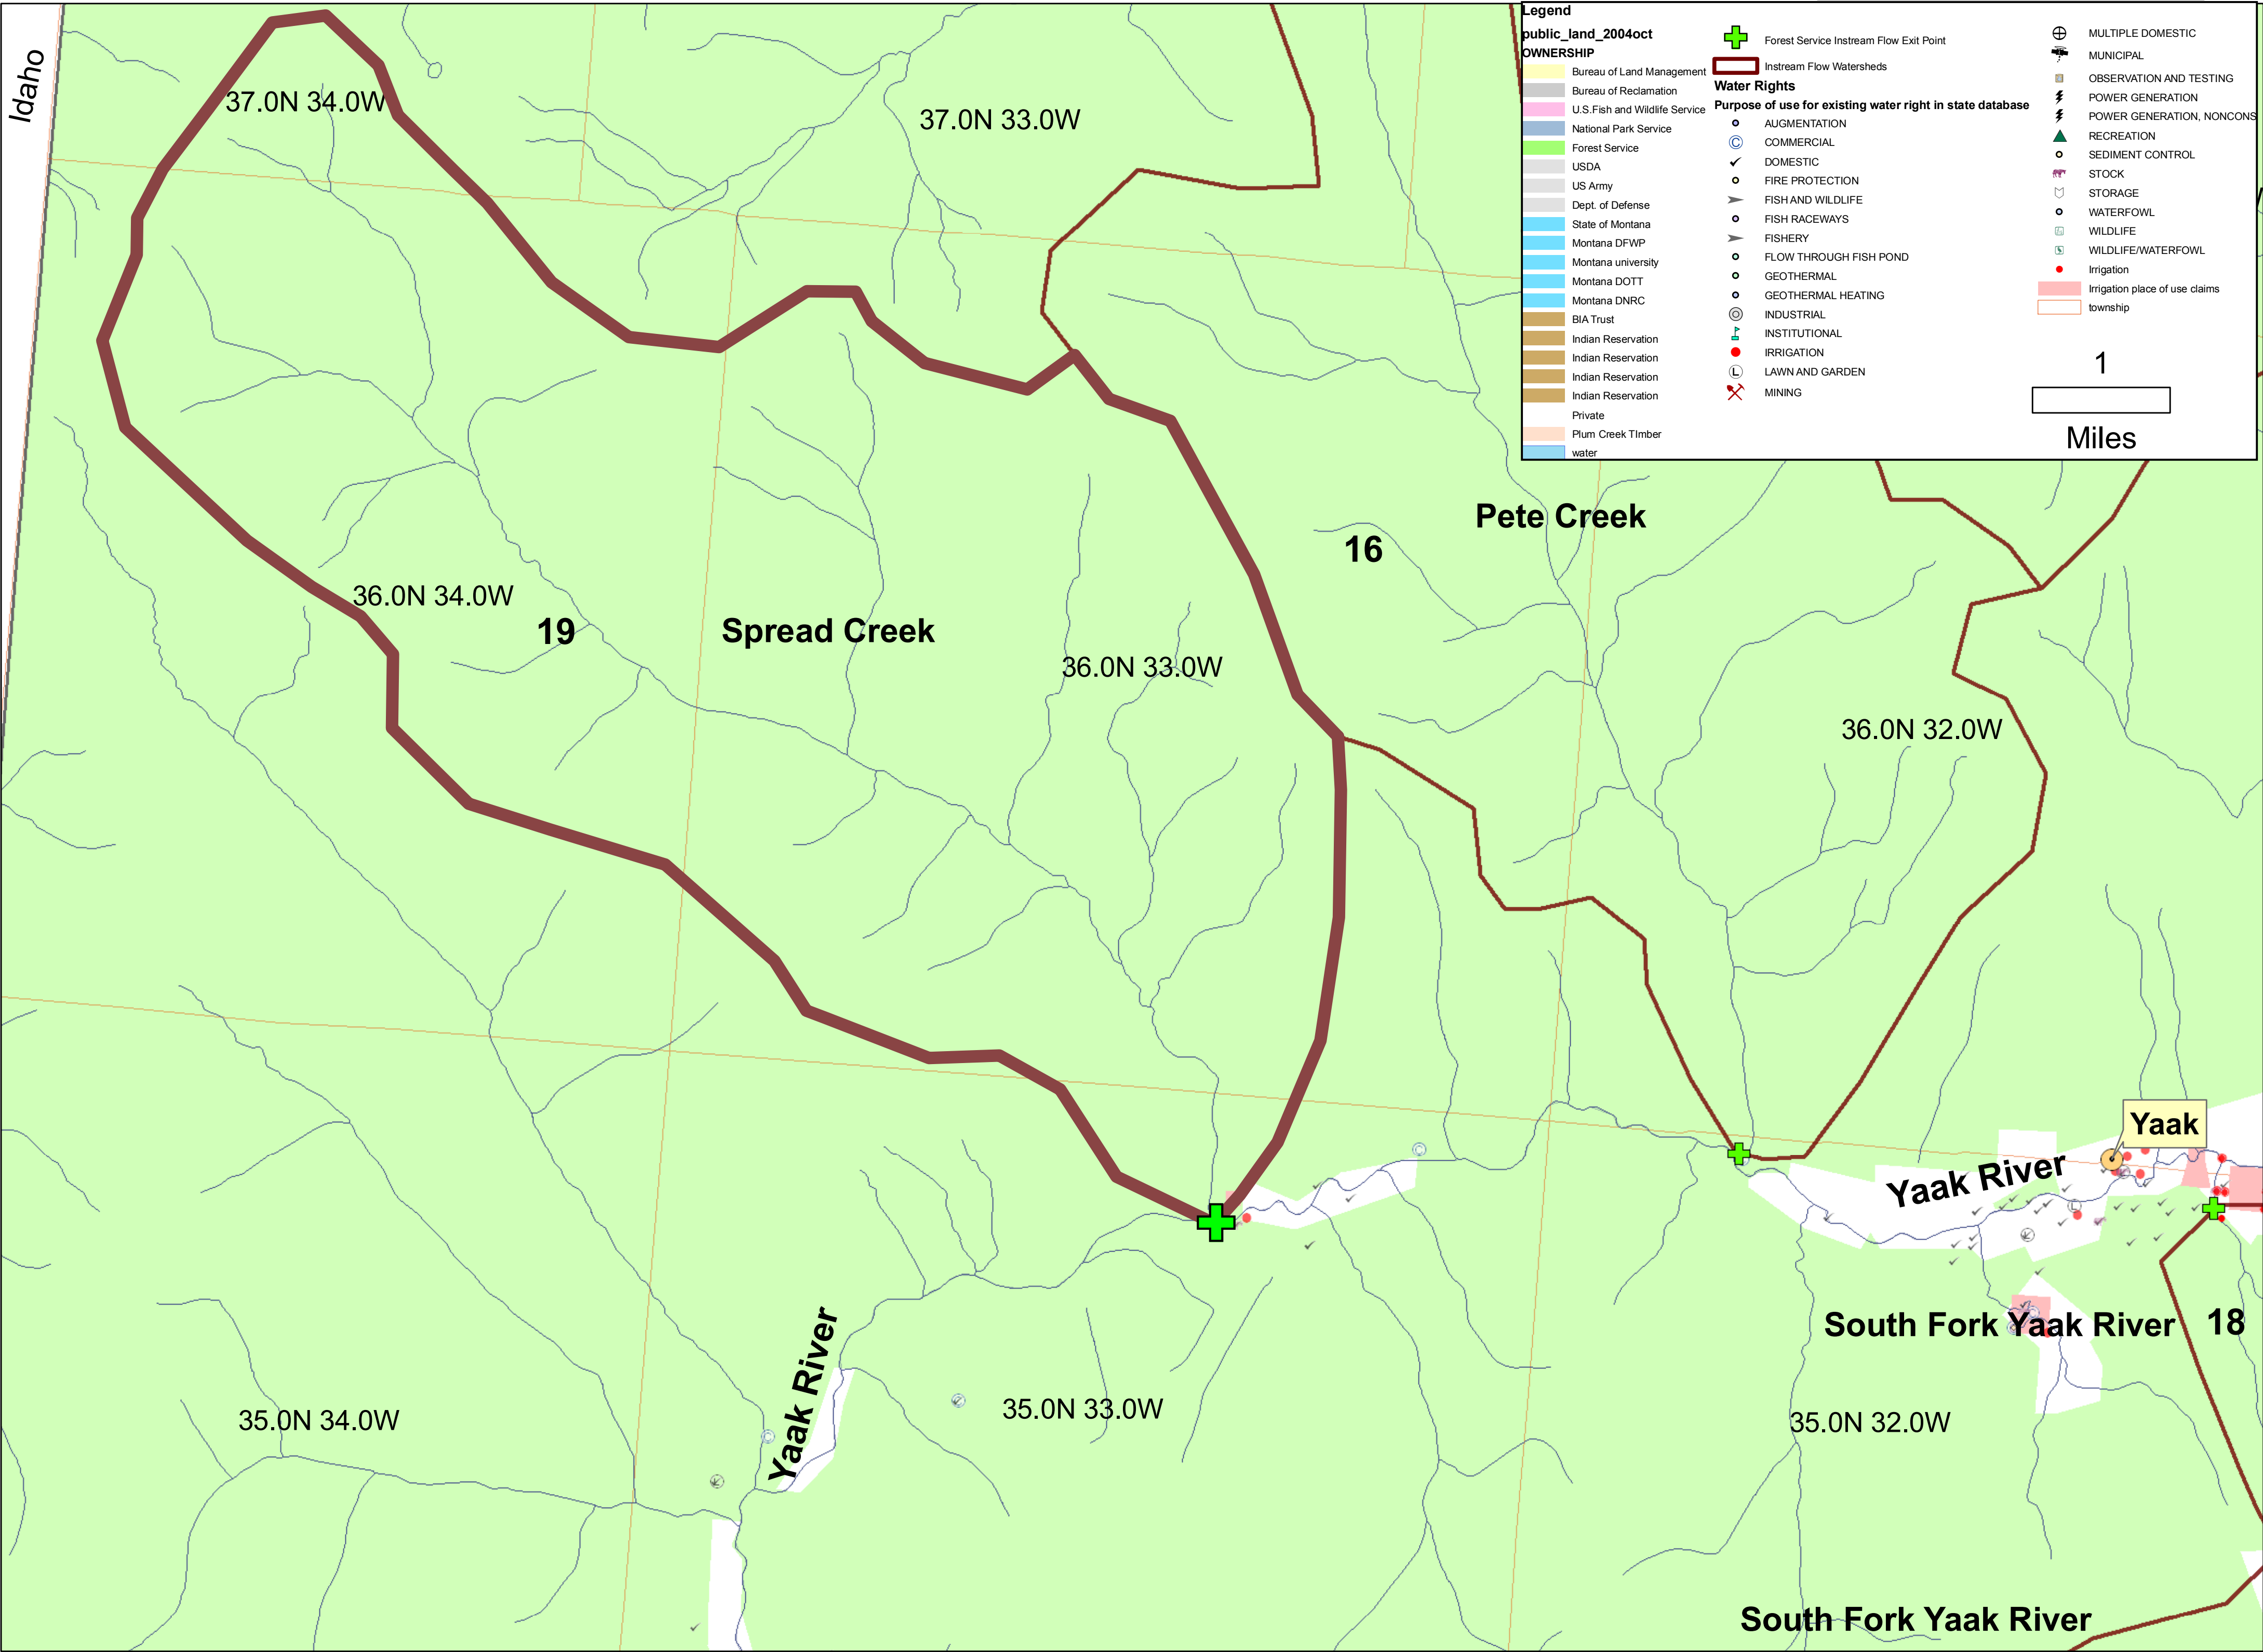 Idaho
37.0N 34.0W
37.0N 33.0W
Legend
public_land_2004oct
OWNERSHIP
Bureau of Land Management
Bureau of Reclamation
U.S.Fish and Wildlife Service
National Park Service
Forest Service
USDA
US Army
Dept. of Defense
State of Montana
Montana DFWP
Montana university
Montana DOTT
Montana DNRC
BIA Trust
Indian Reservation
Indian Reservation
Indian Reservation
Indian Reservation
Private
Plum Creek TImber
water
Forest Service Instream Flow Exit Point
Instream Flow Watersheds
Water Rights
Purpose of use for existing water right in state database
AUGMENTATION
COMMERCIAL
DOMESTIC
FIRE PROTECTION
FISH AND WILDLIFE
FISH RACEWAYS
FISHERY
FLOW THROUGH FISH POND
GEOTHERMAL
GEOTHERMAL HEATING
INDUSTRIAL
INSTITUTIONAL
IRRIGATION
LAWN AND GARDEN
MINING
MULTIPLE DOMESTIC
MUNICIPAL
OBSERVATION AND TESTING
POWER GENERATION
POWER GENERATION, NONCONS
RECREATION
SEDIMENT CONTROL
STOCK
STORAGE
WATERFOWL
WILDLIFE
WILDLIFE/WATERFOWL
Irrigation
Irrigation place of use claims
township
1
Miles
Pete Creek
16
36.0N 34.0W
19
Spread Creek
36.0N 33.0W
36.0N 32.0W
Yaak
Yaak River
South Fork Yaak River
18
Yaak River
35.0N 34.0W
35.0N 33.0W
35.0N 32.0W
South Fork Yaak River